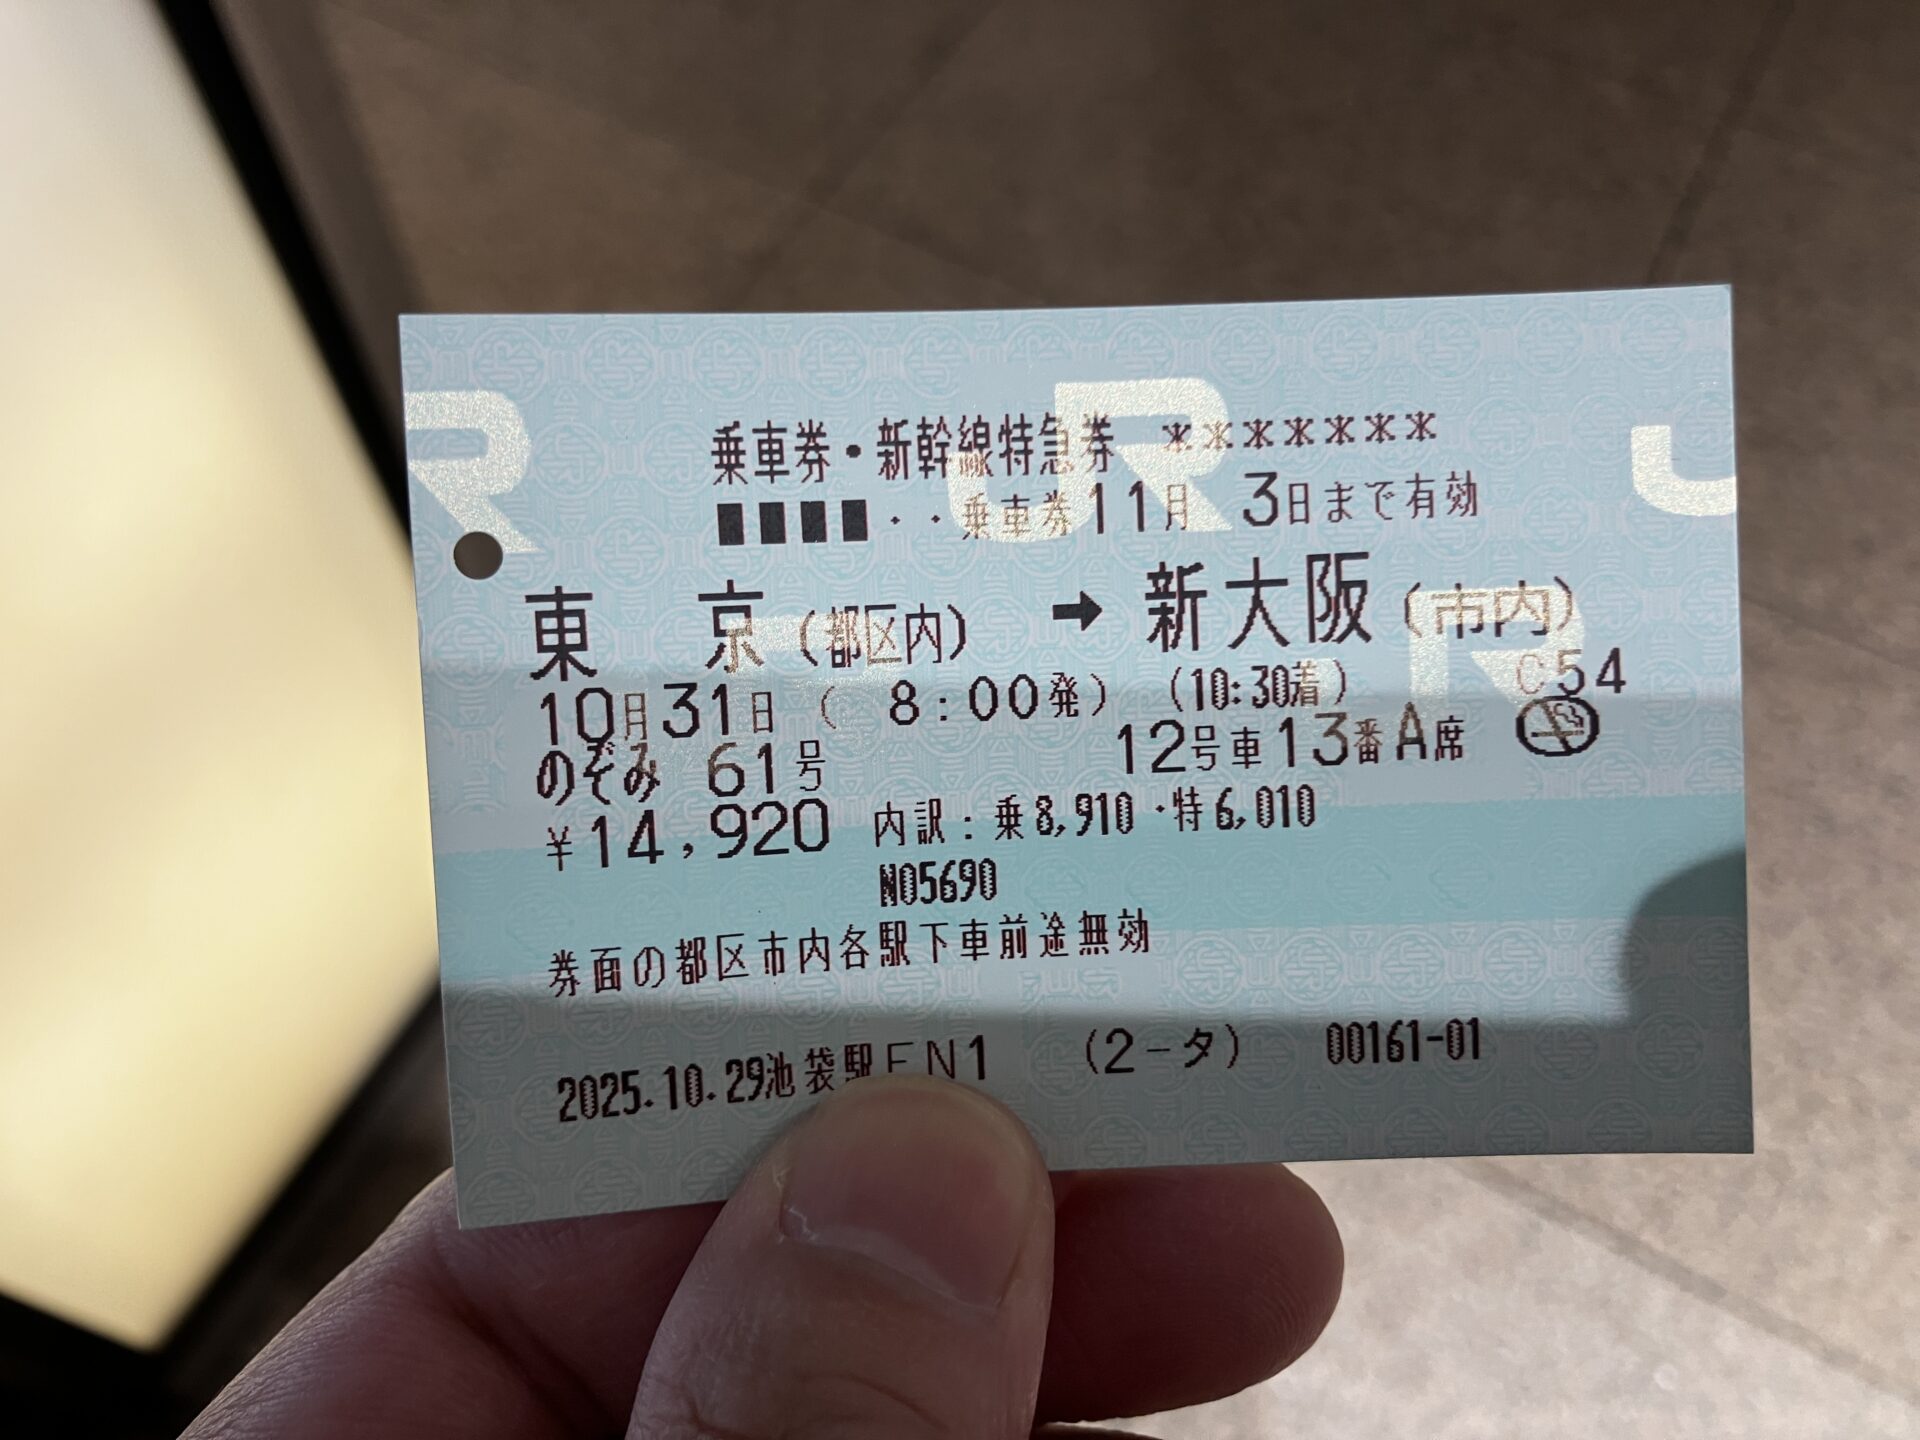 乗車券・新幹線特急券 *******
■■■■・・乗車券11月 3日まで有効
東 京(都区内) ➡ 新大阪(市内)
10月31日( 8:00発) (10:30着) C54
のぞみ 61号 12号車13番A席
¥14,920 内訳:乗8,910・特6,010
N05690
券面の都区市内各駅下車前途無効
2025.10.29池袋駅FN1 (2-タ) 00161-01
JR
JR
JR